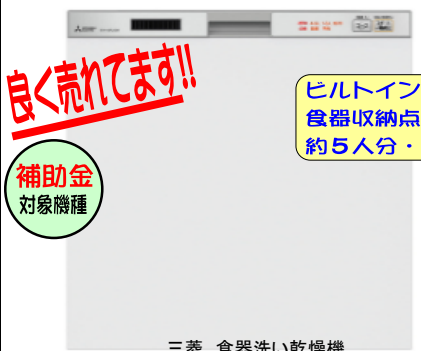 良く売れてます!!
ビルトイン
食器収納点
約5人分・
補助金
対象機種
三菱 食器洗い乾燥機